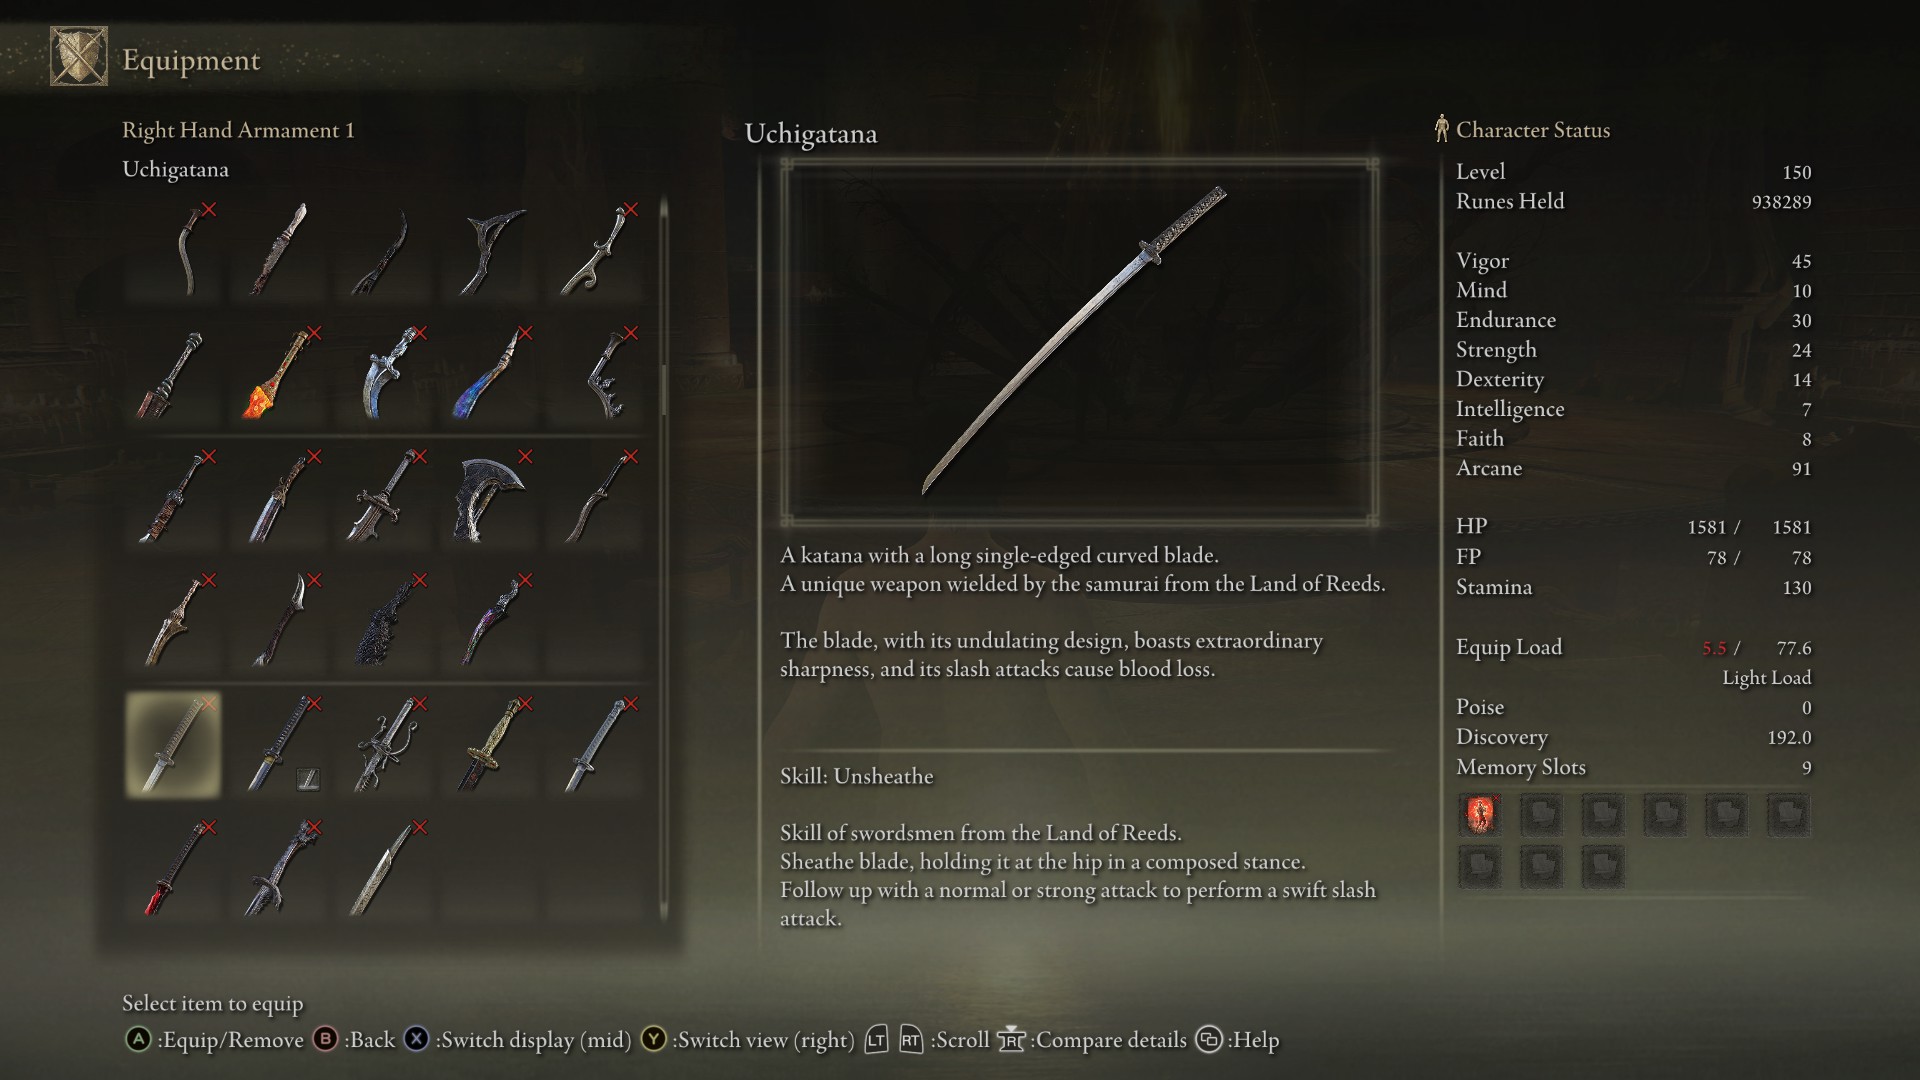 Equipment
Right Hand Armament 1
Uchigatana
Uchigatana
A katana with a long single-edged curved blade.
A unique weapon wielded by the samurai from the Land of Reeds.
The blade, with its undulating design, boasts extraordinary
sharpness, and its slash attacks cause blood loss.
Skill: Unsheathe
Skill of swordsmen from the Land of Reeds.
Sheathe blade, holding it at the hip in a composed stance.
Follow up with a normal or strong attack to perform a swift slash
attack.
Character Status
Level 150
Runes Held 938289
Vigor 45
Mind 10
Endurance 30
Strength 24
Dexterity 14
Intelligence 7
Faith 8
Arcane 91
HP 1581 / 1581
FP 78 / 78
Stamina 130
Equip Load 5.5 / 77.6
Light Load
Poise 0
Discovery 192.0
Memory Slots 9
Select item to equip
A :Equip/Remove B :Back X :Switch display (mid) Y :Switch view (right) LT RT :Scroll R :Compare details :Help